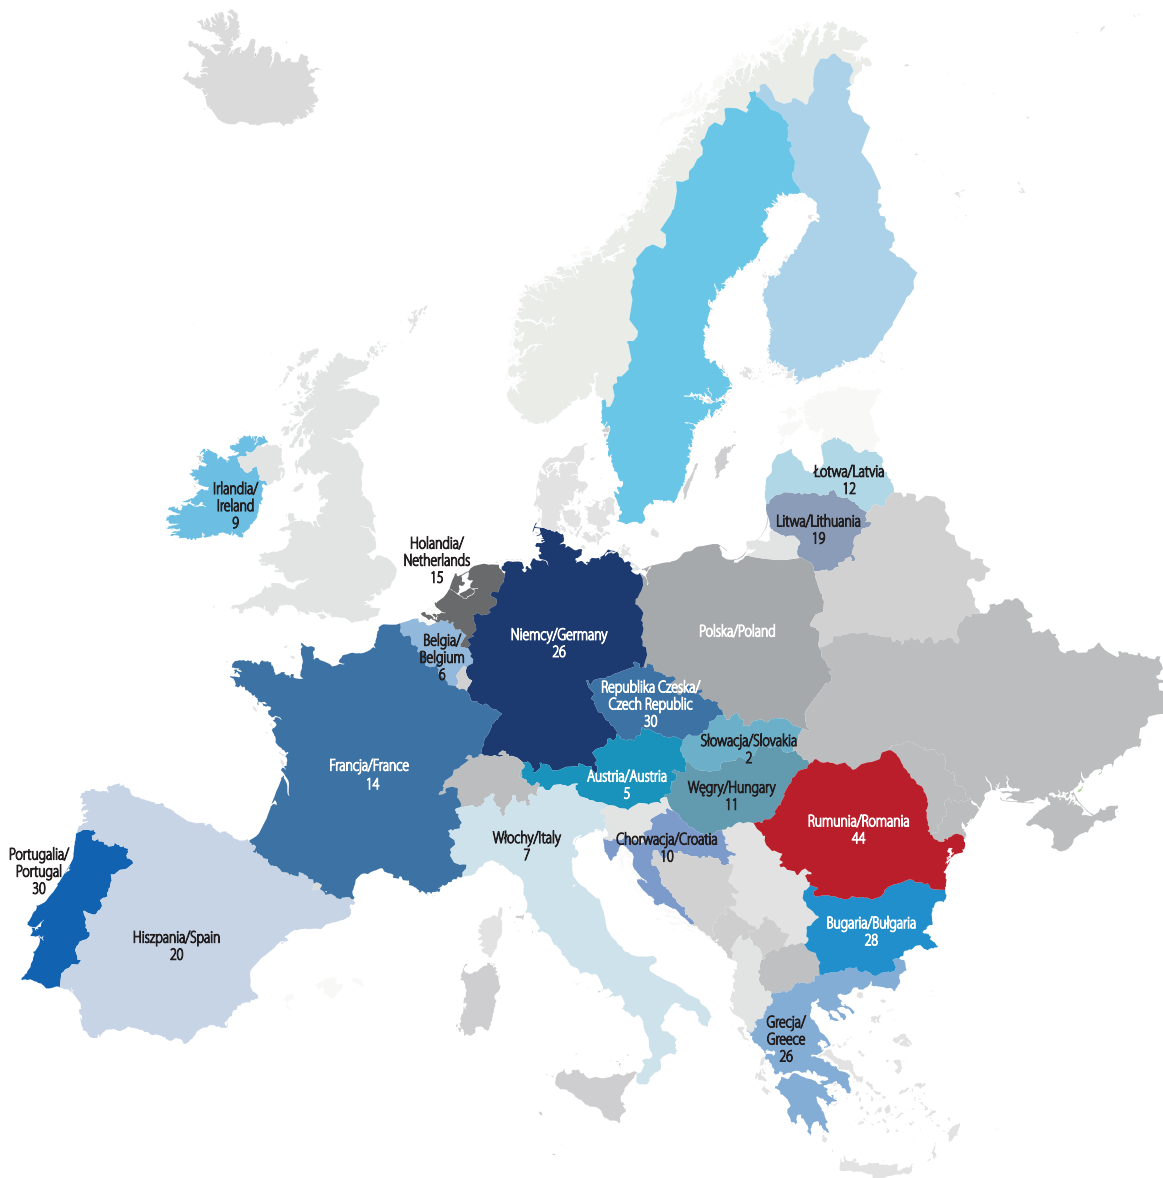 Łotwa/Latvia
12
Irlandia/
Ireland
9
Litwa/Lithuania
19
Holandia/
Netherlands
15
Belgia/
Belgium
6
Niemcy/Germany
26
Polska/Poland
Republika Czeska/
Czech Republic
30
Słowacja/Slovakia
2
Francja/France
14
Austria/Austria
5
Węgry/Hungary
11
Rumunia/Romania
44
Włochy/Italy
7
Chorwacja/Croatia
10
Portugalia/
Portugal
30
Hiszpania/Spain
20
Bugaria/Bułgaria
28
Grecja/
Greece
26